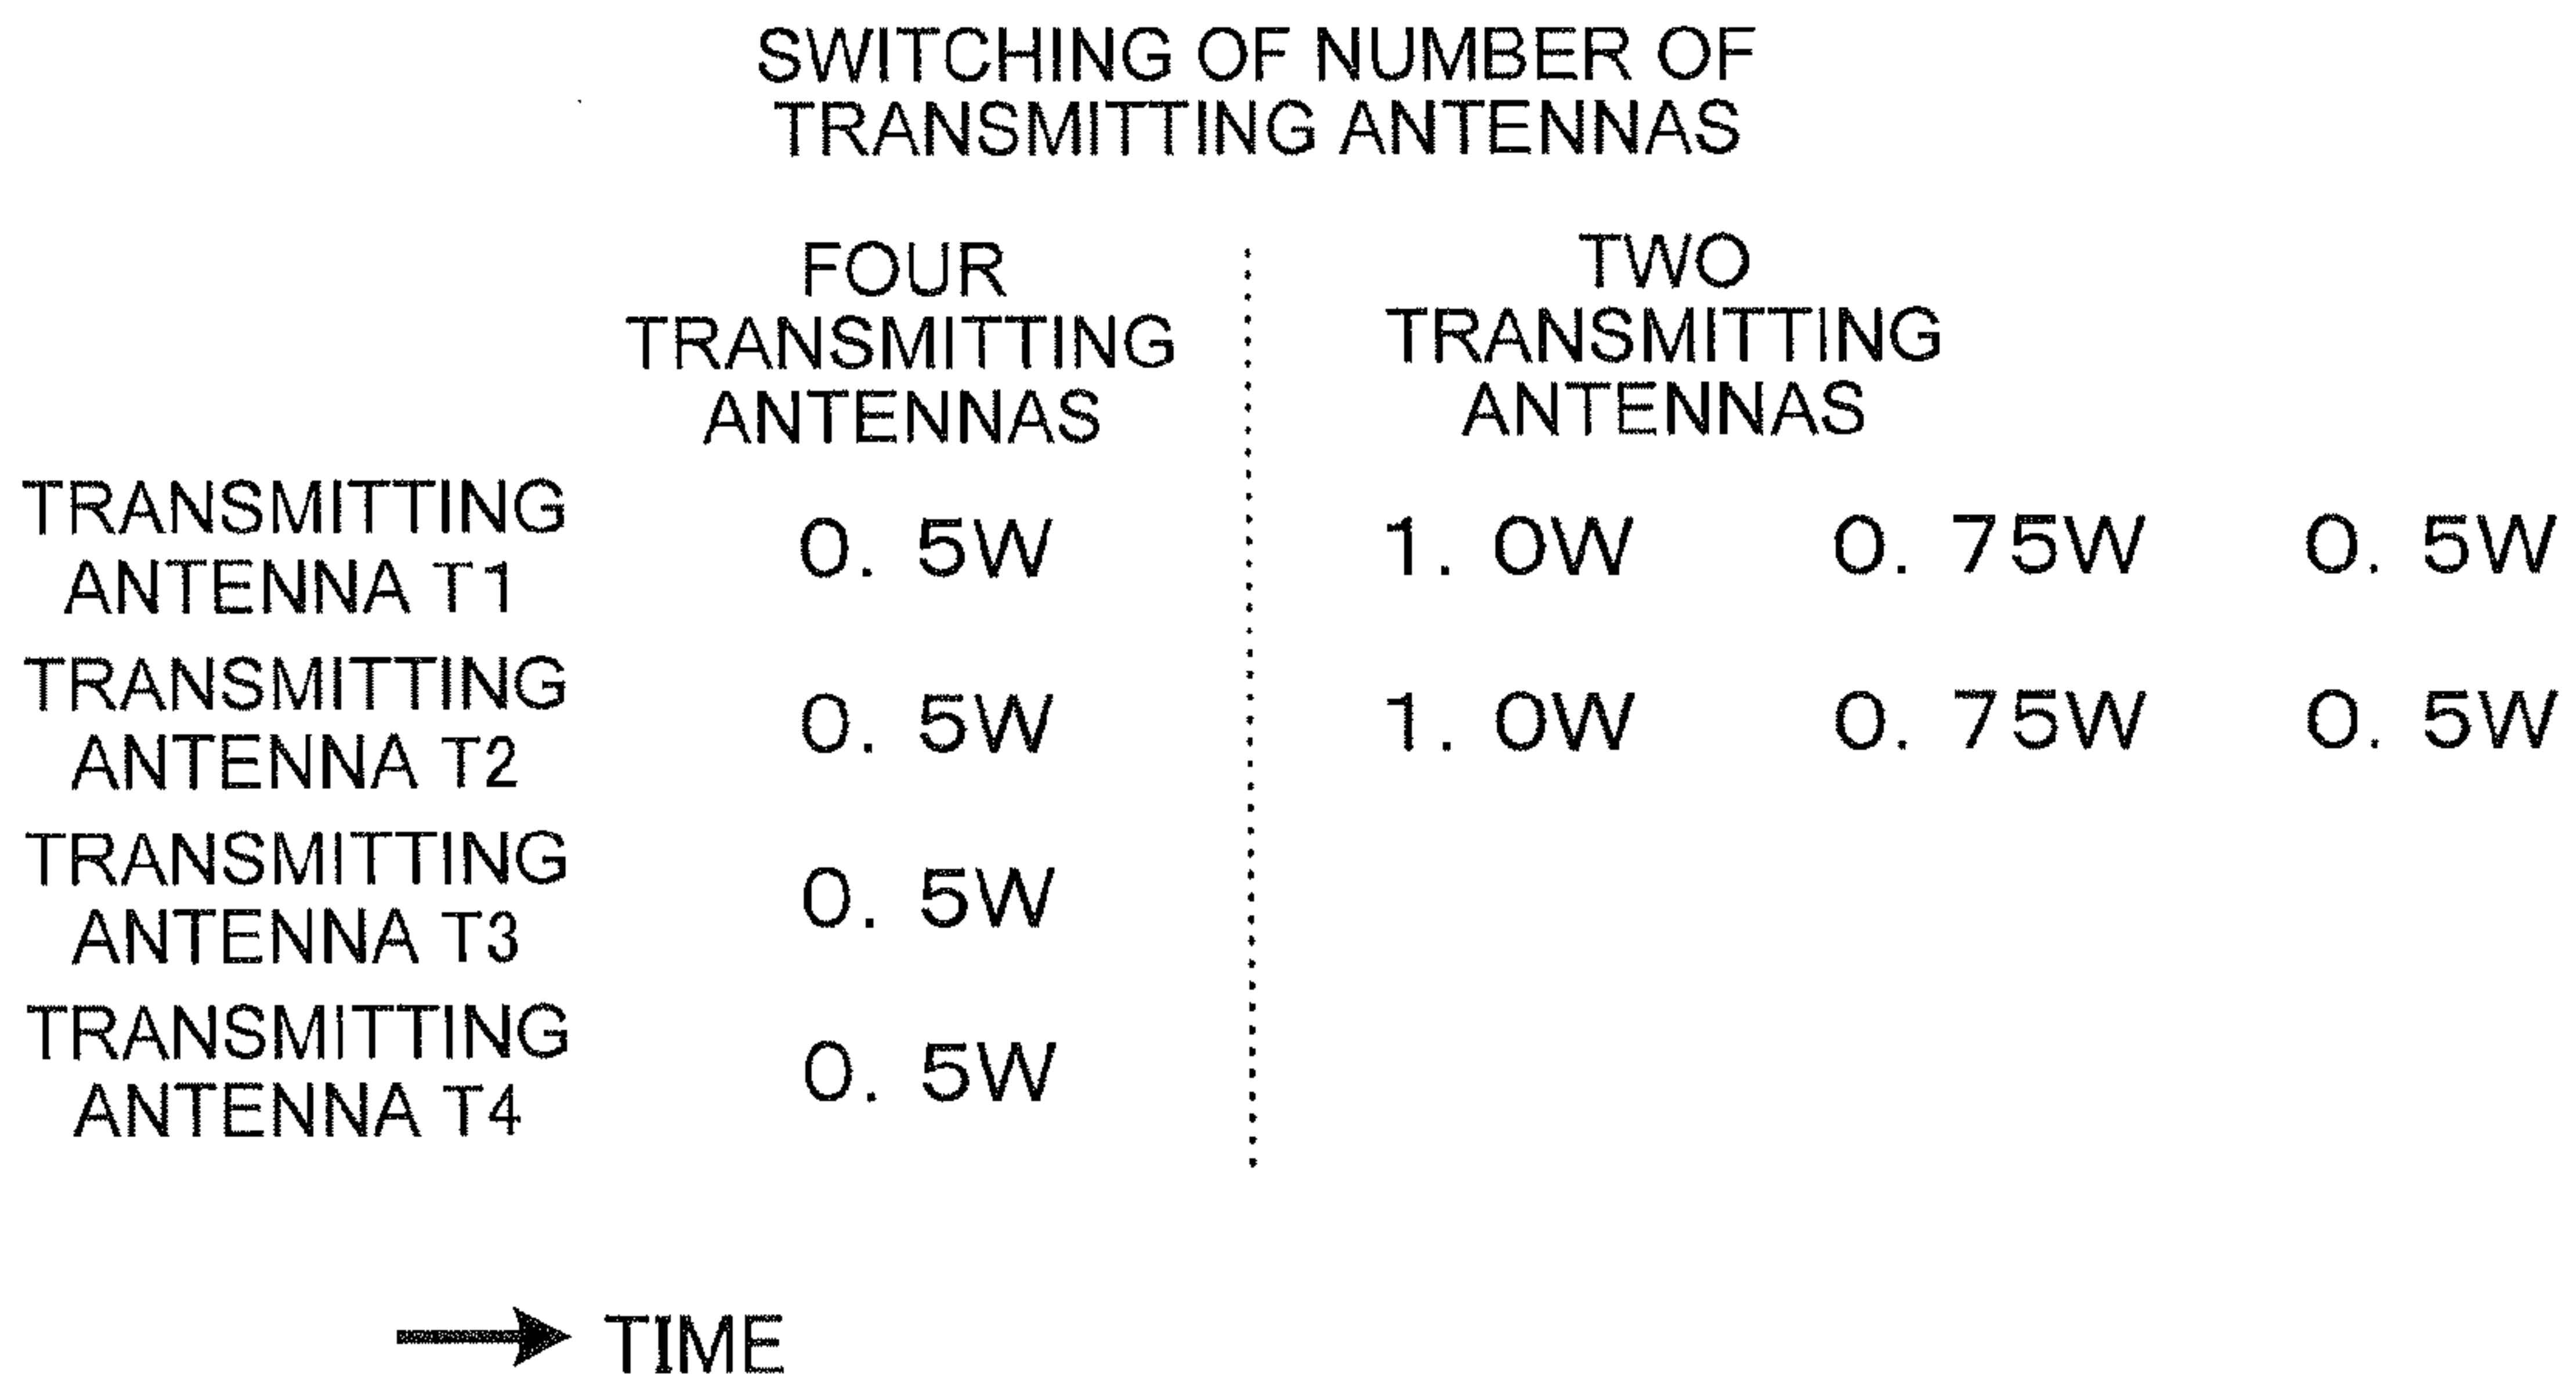 SWITCHING OF NUMBER OF
TRANSMITTING ANTENNAS
FOUR
TRANSMITTING
ANTENNAS
TWO
TRANSMITTING
ANTENNAS
TRANSMITTING
ANTENNA T1
0. 5W 1. 0W 0. 75W 0. 5W
TRANSMITTING
ANTENNA T2
0. 5W 1. 0W 0. 75W 0. 5W
TRANSMITTING
ANTENNA T3
0. 5W
TRANSMITTING
ANTENNA T4
0. 5W
TIME